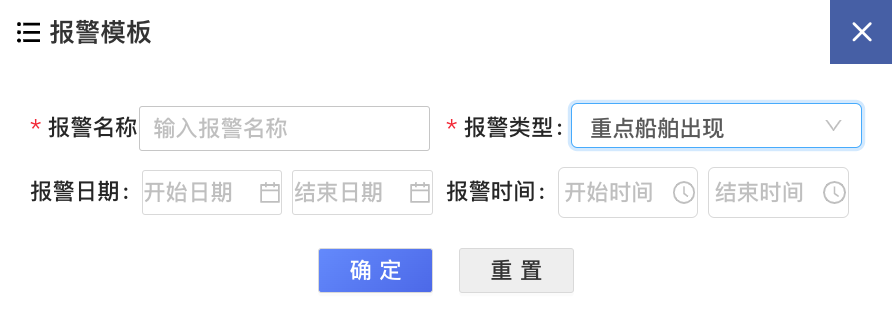 报警模板
* 报警名称 输入报警名称 * 报警类型: 重点船舶出现
报警日期: 开始日期 结束日期 报警时间: 开始时间 结束时间
确 定 重 置